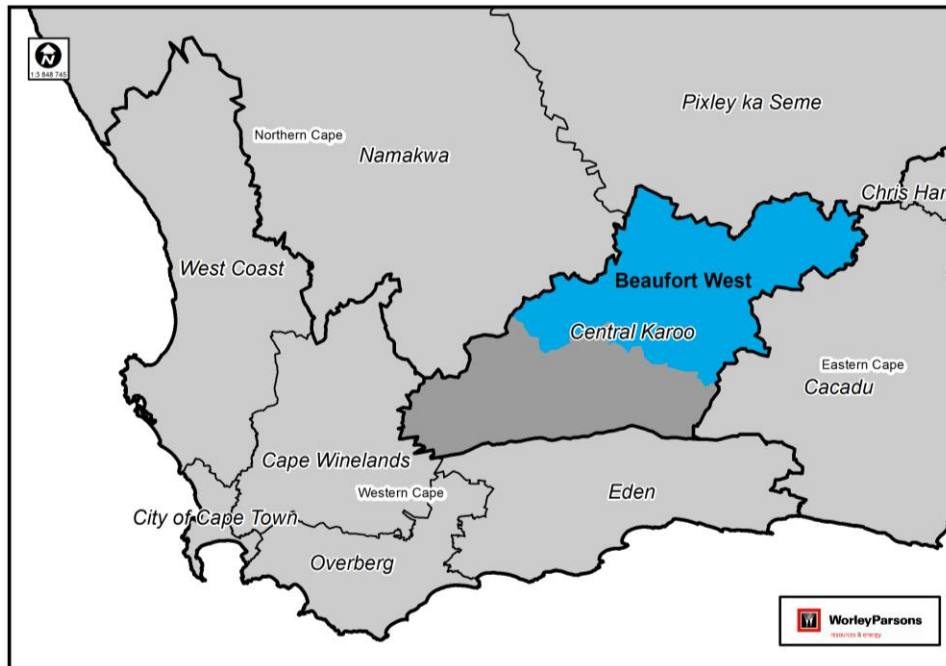 N
1:3 848 745
Pixley ka Seme
Northern Cape
Namakwa
Chris Har
West Coast
Beaufort West
Central Karoo
Eastern Cape
Cacadu
Cape Winelands
Western Cape
Eden
City of Cape Town
Overberg
WorleyParsons
resources & energy